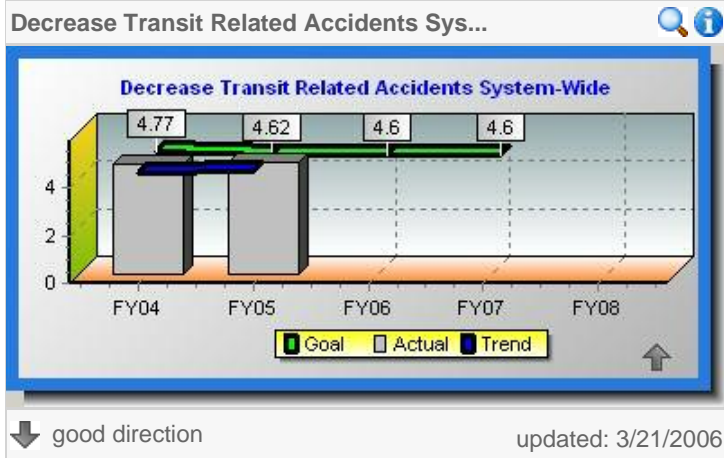 Decrease Transit Related Accidents Sys...
Decrease Transit Related Accidents System-Wide
4.77 4.62 4.6 4.6
4
2
0
FY04 FY05 FY06 FY07 FY08
Goal Actual Trend
good direction updated: 3/21/2006